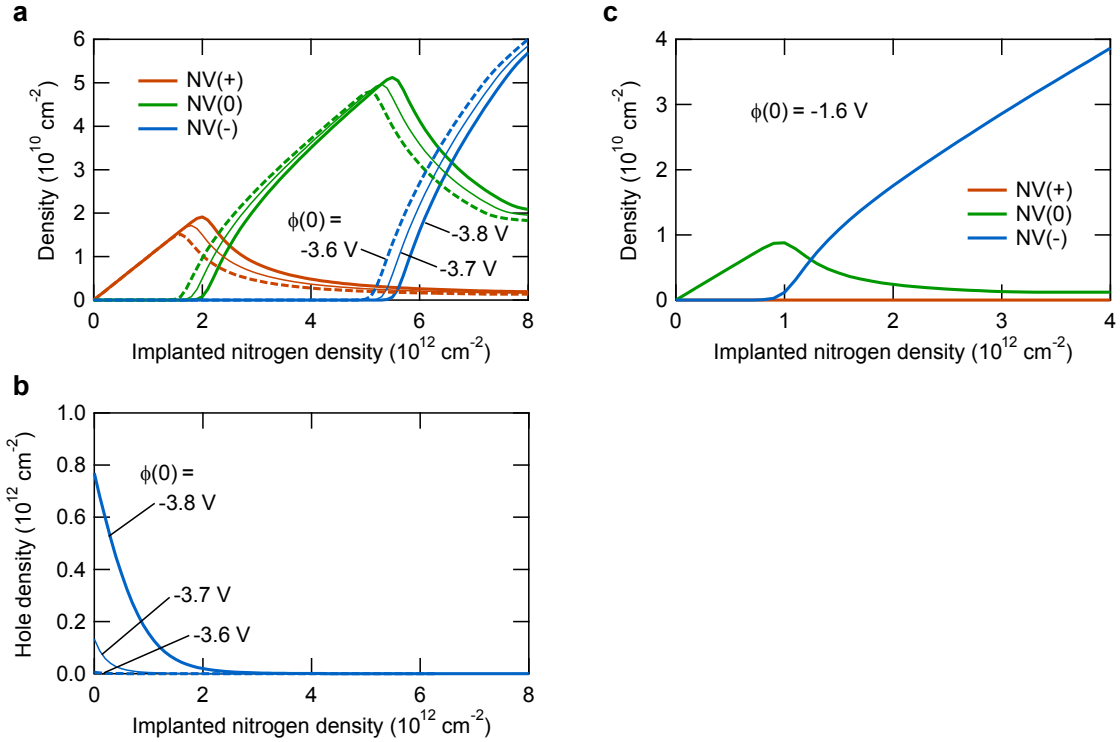 a
6
5
4
3
2
1
0
Density (10^10 cm^-2)
NV(+)
NV(0)
NV(-)
ϕ(0) =
-3.6 V
-3.8 V
-3.7 V
0 2 4 6 8
Implanted nitrogen density (10^12 cm^-2)
c
4
3
2
1
0
Density (10^10 cm^-2)
ϕ(0) = -1.6 V
NV(+)
NV(0)
NV(-)
0 1 2 3 4
Implanted nitrogen density (10^12 cm^-2)
b
1.0
0.8
0.6
0.4
0.2
0.0
Hole density (10^12 cm^-2)
ϕ(0) =
-3.8 V
-3.7 V
-3.6 V
0 2 4 6 8
Implanted nitrogen density (10^12 cm^-2)